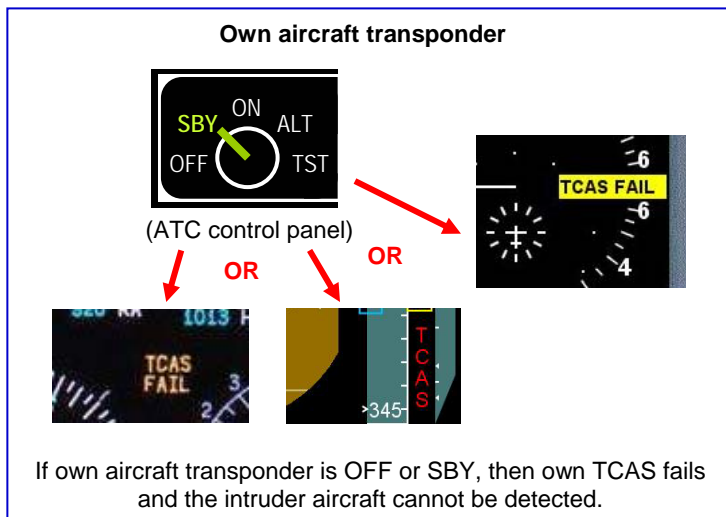 Own aircraft transponder
ON
SBY ALT
OFF TST
6
TCAS FAIL
6
4
(ATC control panel)
OR OR
1013
TCAS
FAIL
3
2
T
C
A
S
>345
If own aircraft transponder is OFF or SBY, then own TCAS fails
and the intruder aircraft cannot be detected.